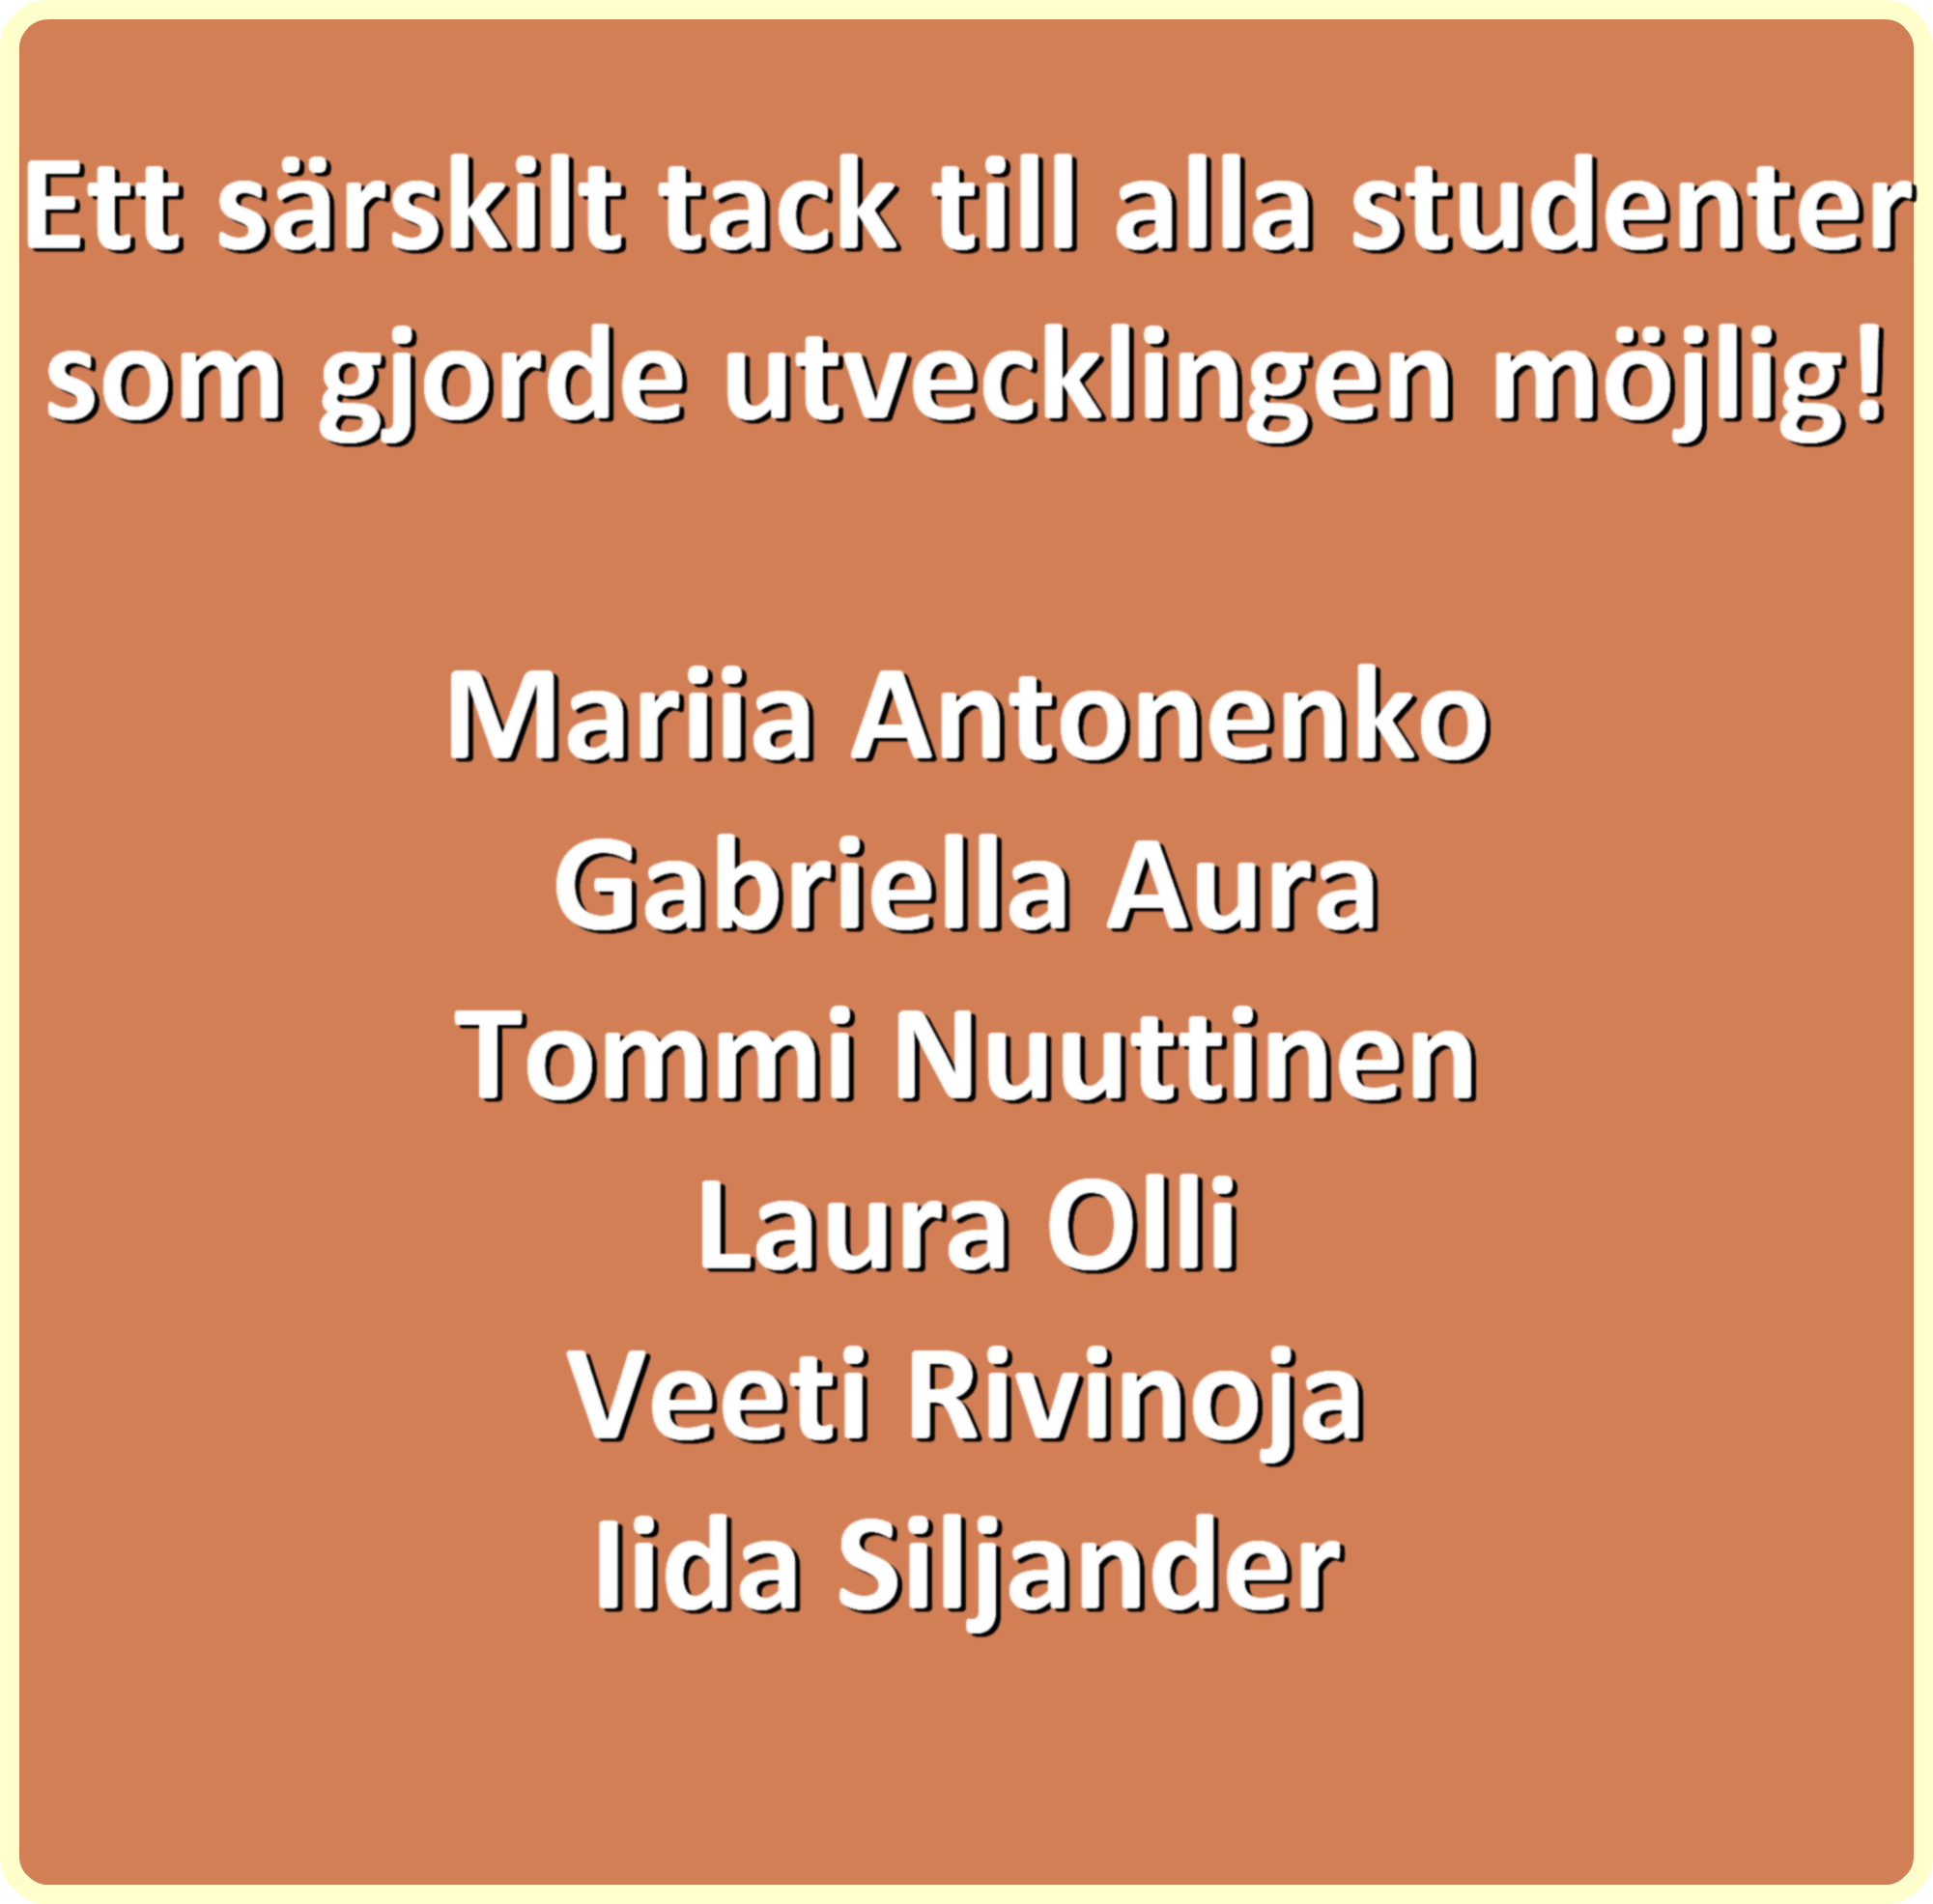 Ett särskilt tack till alla studenter
som gjorde utvecklingen möjlig!
Mariia Antonenko
Gabriella Aura
Tommi Nuuttinen
Laura Olli
Veeti Rivinoja
Iida Siljander